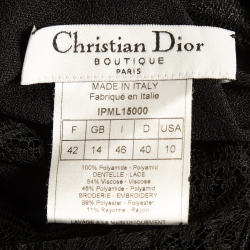 Christian Dior
BOUTIQUE
PARIS
MADE IN ITALY
Fabriqué en Italie
IPML15000
F GB I D USA
42 14 46 40 10
100% Polyamide - Polyamid
DENTELLE - LACE
54% Viscose - Viscose
46% Polyamide - Polyamid
BRODERIE - EMBROIDERY
89% Polyester - Polyester
11% Rayonne - Rayon